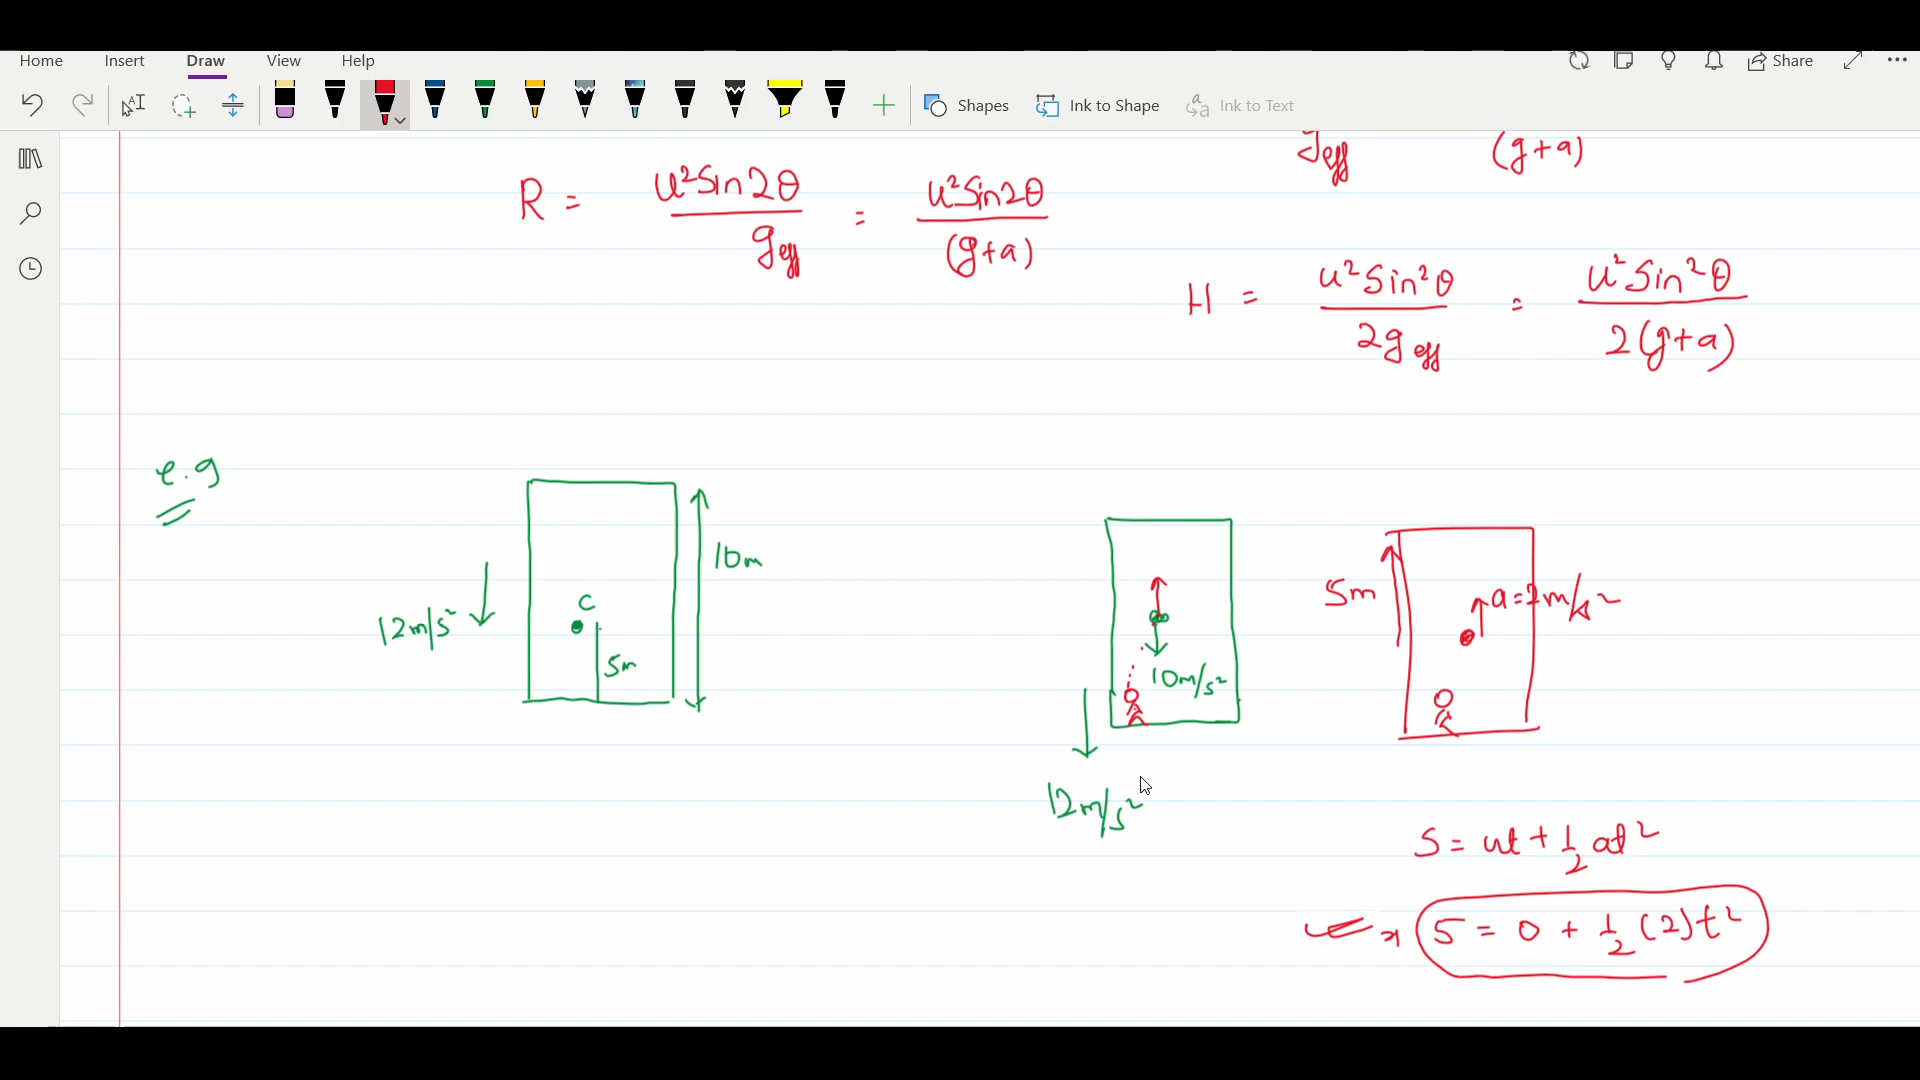 Home Insert Draw View Help Share
Shapes Ink to Shape Ink to Text
g_eff (g+a)
R = u²Sin2θ / g_eff = u²Sin2θ / (g+a)
H = u²Sin²θ / 2g_eff = u²Sin²θ / 2(g+a)
e.g
10m
12m/s²
C
5m
10m/s²
12m/s²
5m
a=2m/s²
S = ut + 1/2 at²
5 = 0 + 1/2 (2)t²